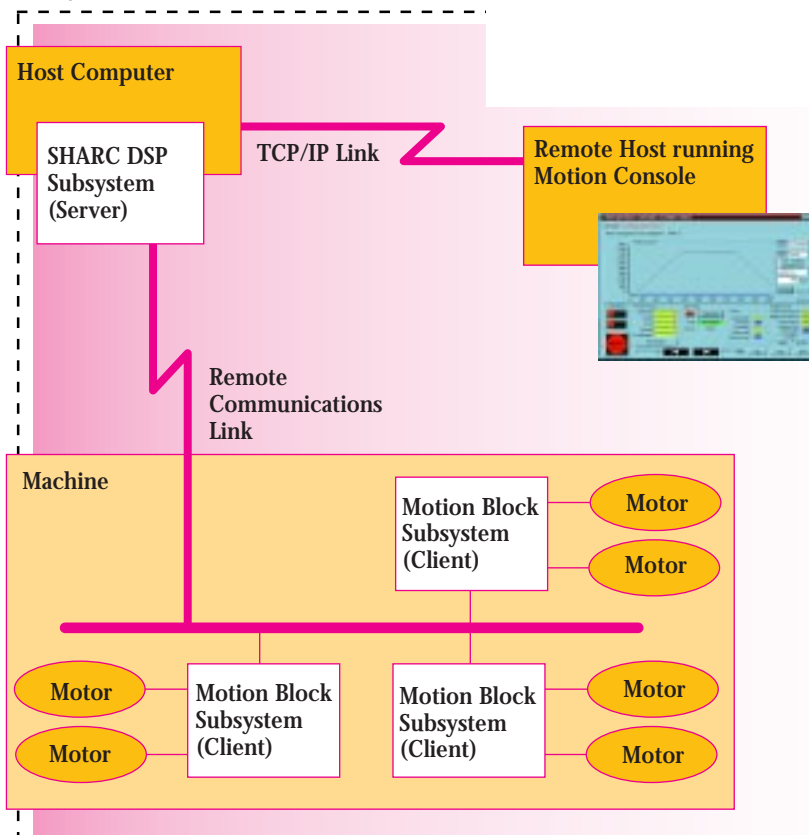 Host Computer
SHARC DSP
Subsystem
(Server)
TCP/IP Link
Remote Host running
Motion Console
Remote
Communications
Link
Machine
Motion Block
Subsystem
(Client)
Motor
Motor
Motor
Motor
Motion Block
Subsystem
(Client)
Motion Block
Subsystem
(Client)
Motor
Motor